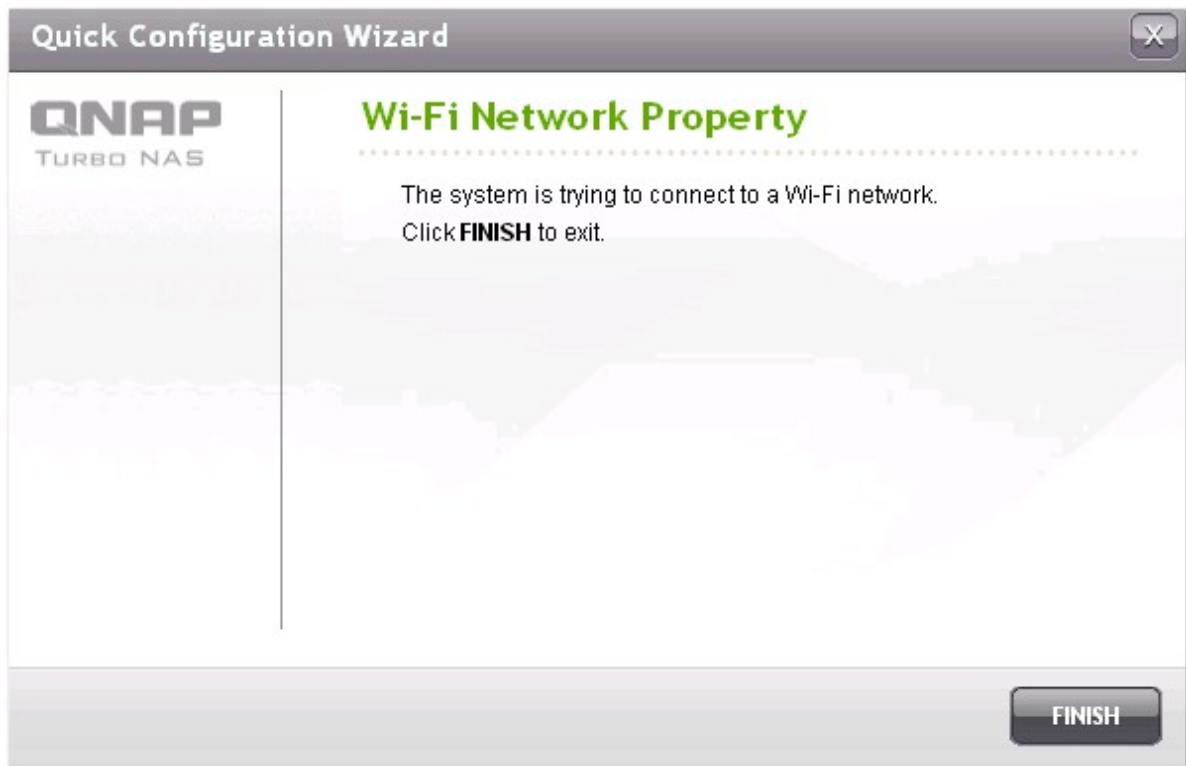 Quick Configuration Wizard
X
QNAP
TURBO NAS
Wi-Fi Network Property
The system is trying to connect to a Wi-Fi network.
Click FINISH to exit.
FINISH